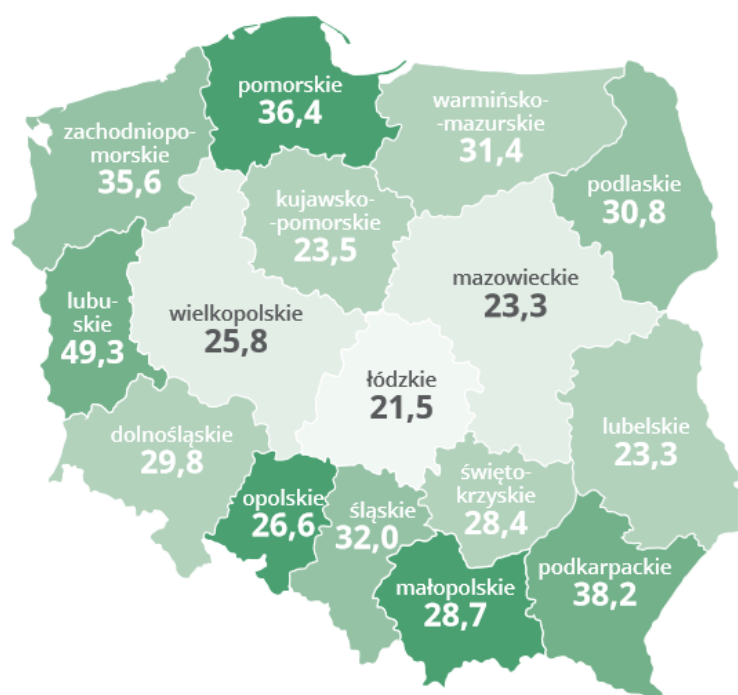 pomorskie
36,4
warmińsko-
-mazurskie
31,4
zachodniopo-
morskie
35,6
podlaskie
30,8
kujawsko-
-pomorskie
23,5
mazowieckie
23,3
lubu-
skie
49,3
wielkopolskie
25,8
łódzkie
21,5
lubelskie
23,3
dolnośląskie
29,8
święto-
krzyskie
28,4
opolskie
26,6
śląskie
32,0
podkarpackie
38,2
małopolskie
28,7